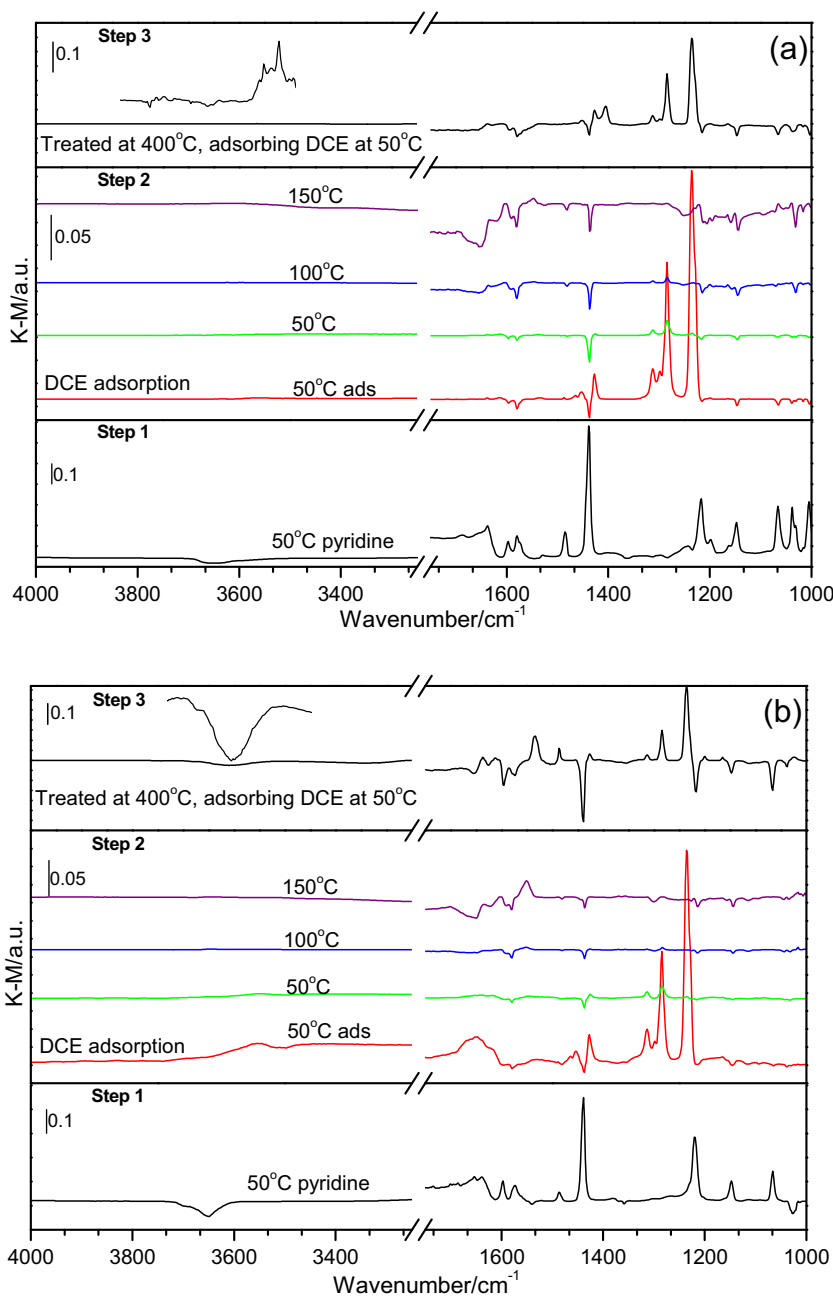 Step 3
(a)
0.1
Treated at 400°C, adsorbing DCE at 50°C
Step 2
150°C
0.05
100°C
50°C
DCE adsorption
50°C ads
Step 1
0.1
50°C pyridine
K-M/a.u.
4000 3800 3600 3400 1600 1400 1200 1000
Wavenumber/cm⁻¹
Step 3
(b)
0.1
Treated at 400°C, adsorbing DCE at 50°C
Step 2
0.05
150°C
100°C
50°C
50°C ads
DCE adsorption
Step 1
0.1
50°C pyridine
K-M/a.u.
4000 3800 3600 3400 1600 1400 1200 1000
Wavenumber/cm⁻¹